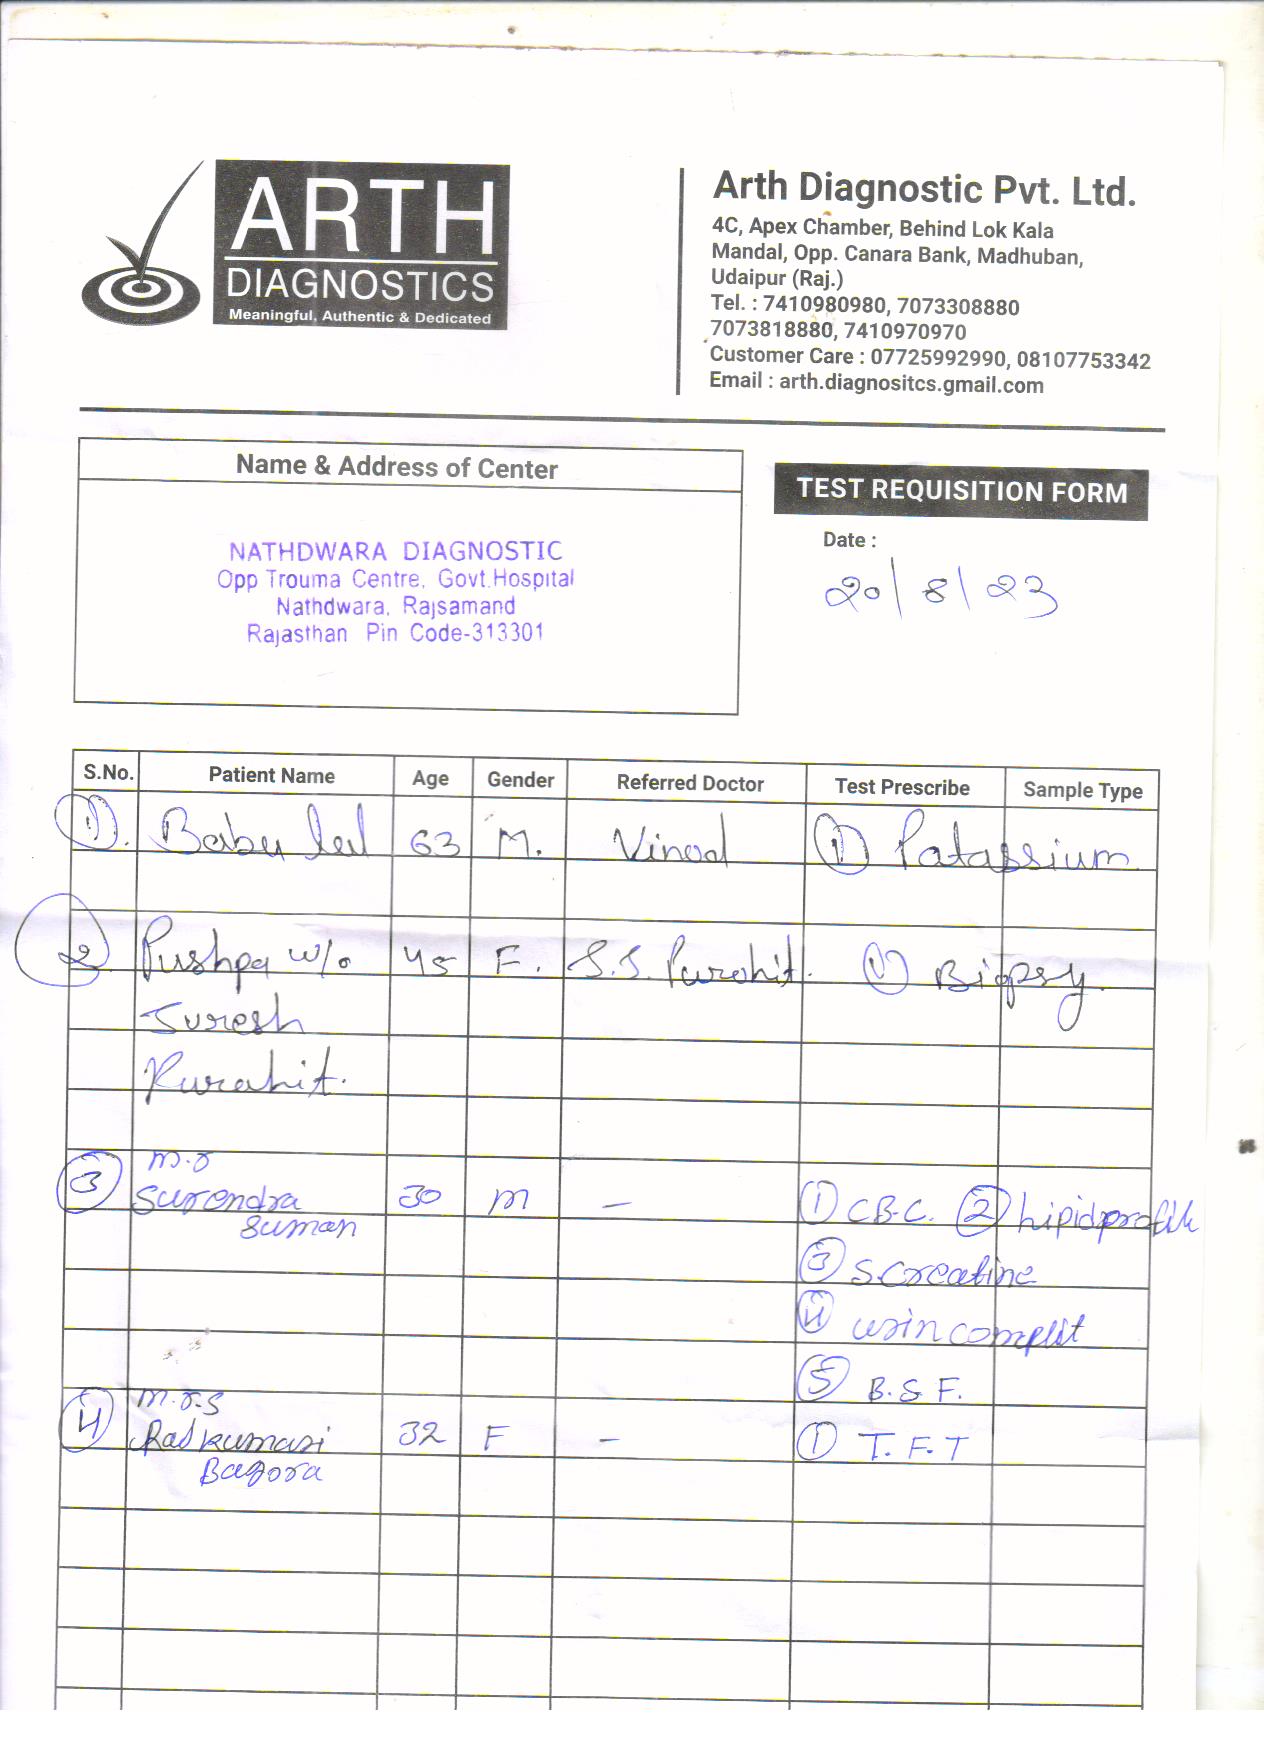 ARTH
DIAGNOSTICS
Meaningful, Authentic & Dedicated
Arth Diagnostic Pvt. Ltd.
4C, Apex Chamber, Behind Lok Kala
Mandal, Opp. Canara Bank, Madhuban,
Udaipur (Raj.)
Tel. : 7410980980, 7073308880
7073818880, 7410970970
Customer Care : 07725992990, 08107753342
Email : arth.diagnositcs.gmail.com
Name & Address of Center
NATHDWARA DIAGNOSTIC
Opp Trouma Centre, Govt.Hospital
Nathdwara, Rajsamand
Rajasthan Pin Code-313301
TEST REQUISITION FORM
Date :
20/8/23
S.No. Patient Name Age Gender Referred Doctor Test Prescribe Sample Type
1). Babu lal 63 M. Vinod 1) Patassium
2 Pushpa w/o 45 F. S.S. Purohit. 1) Biopsy.
Suresh
Purohit.
3 m.r
Surendra 30 m - 1 C.B.C. 2 Lipidprofile
Suman
3 S.Creatine
4 urin complit
5 B.S.F.
4 m.r.s
Rajkumari 32 F - 1 T.F.T
Bagora